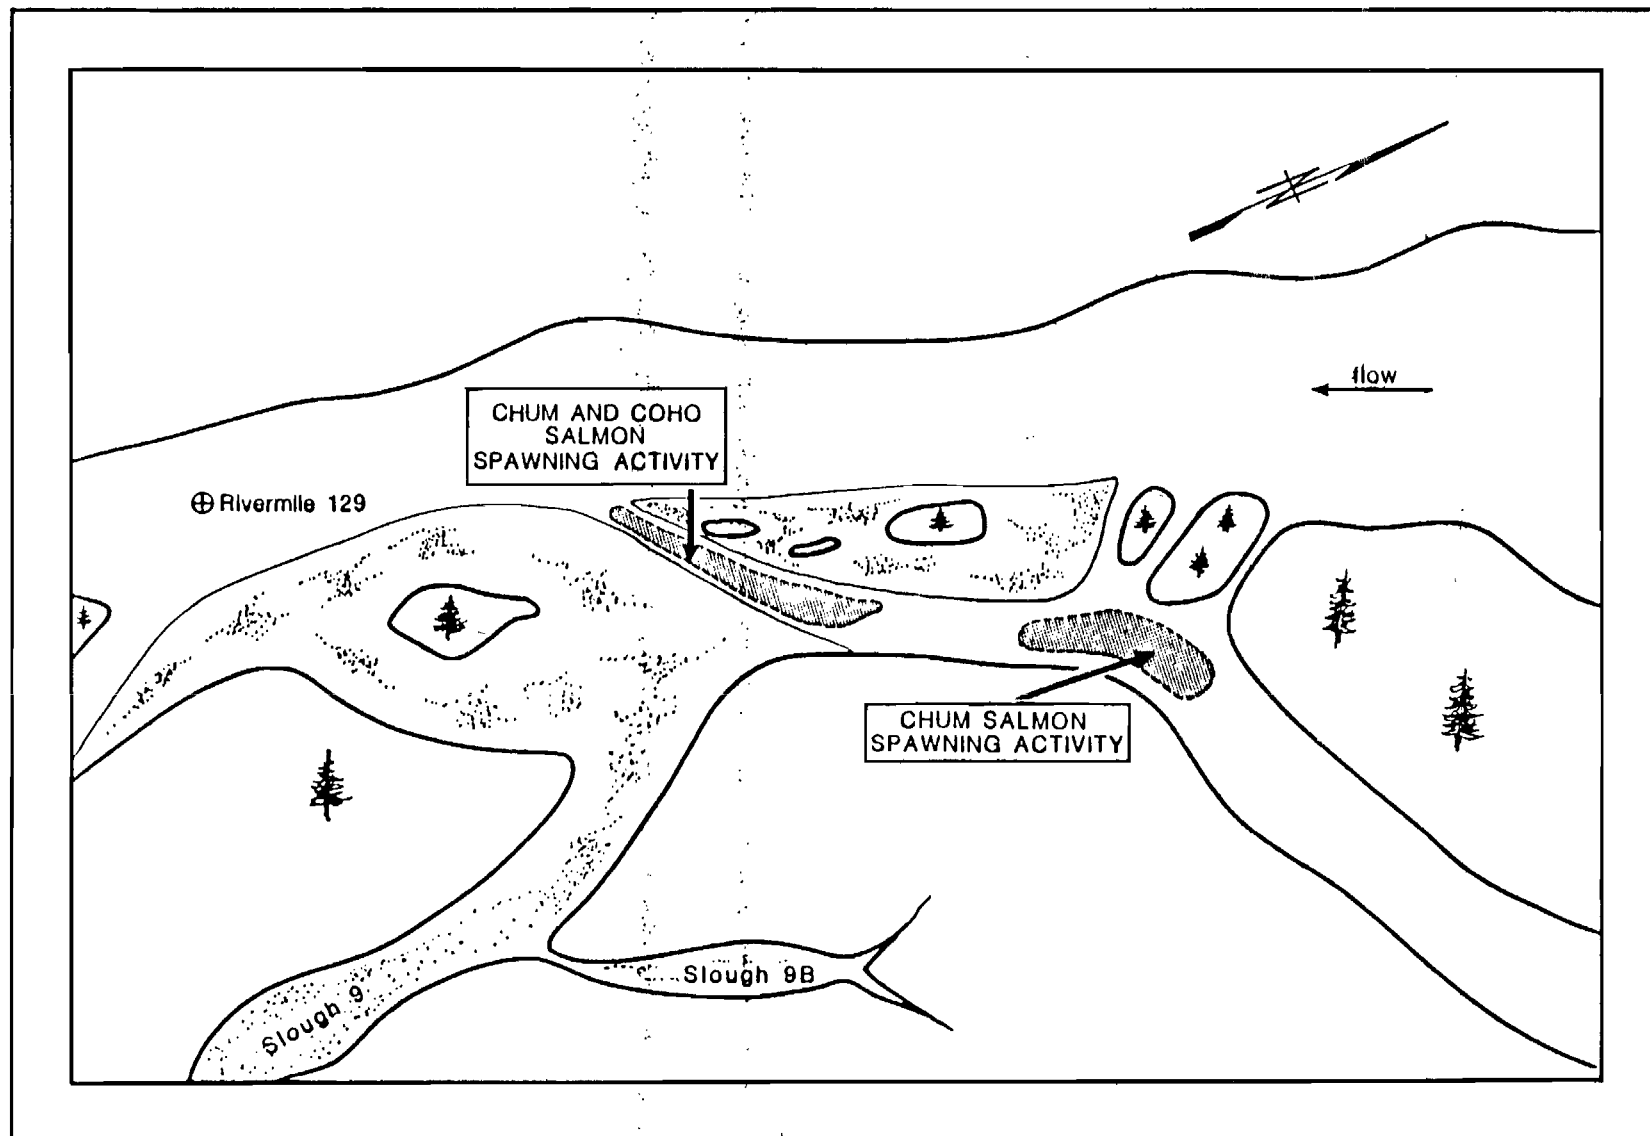 flow
CHUM AND COHO
SALMON
SPAWNING ACTIVITY
Rivermile 129
CHUM SALMON
SPAWNING ACTIVITY
Slough 9B
Slough 9